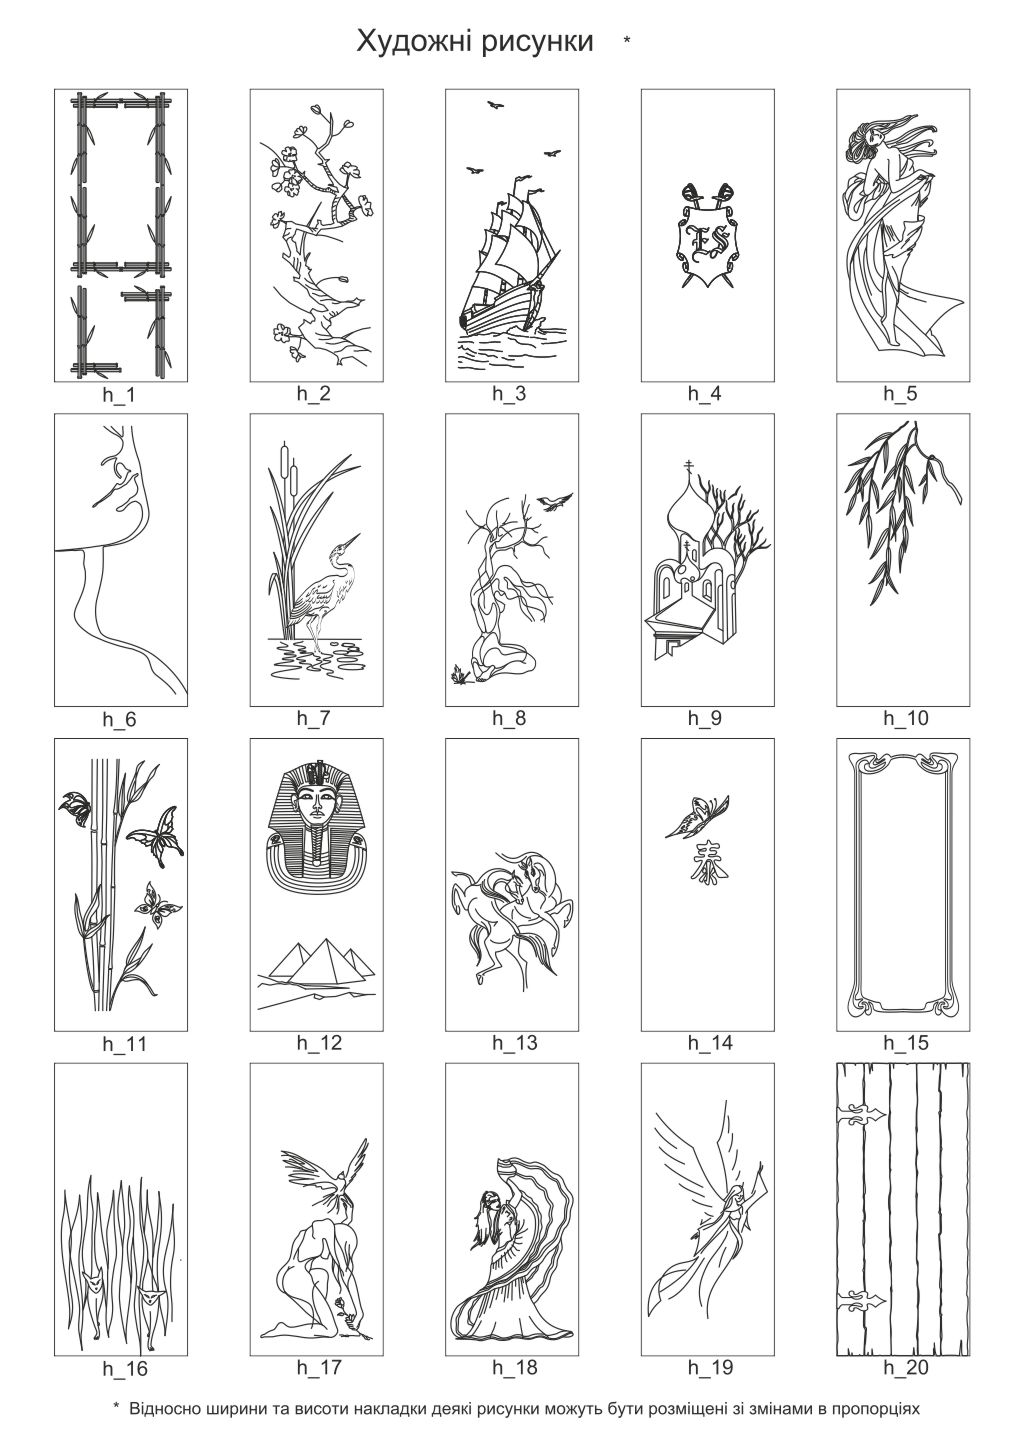 Художні рисунки *
h_1 h_2 h_3 h_4 h_5
ES
h_6 h_7 h_8 h_9 h_10
泰
h_11 h_12 h_13 h_14 h_15
h_16 h_17 h_18 h_19 h_20
* Відносно ширини та висоти накладки деякі рисунки можуть бути розміщені зі змінами в пропорціях